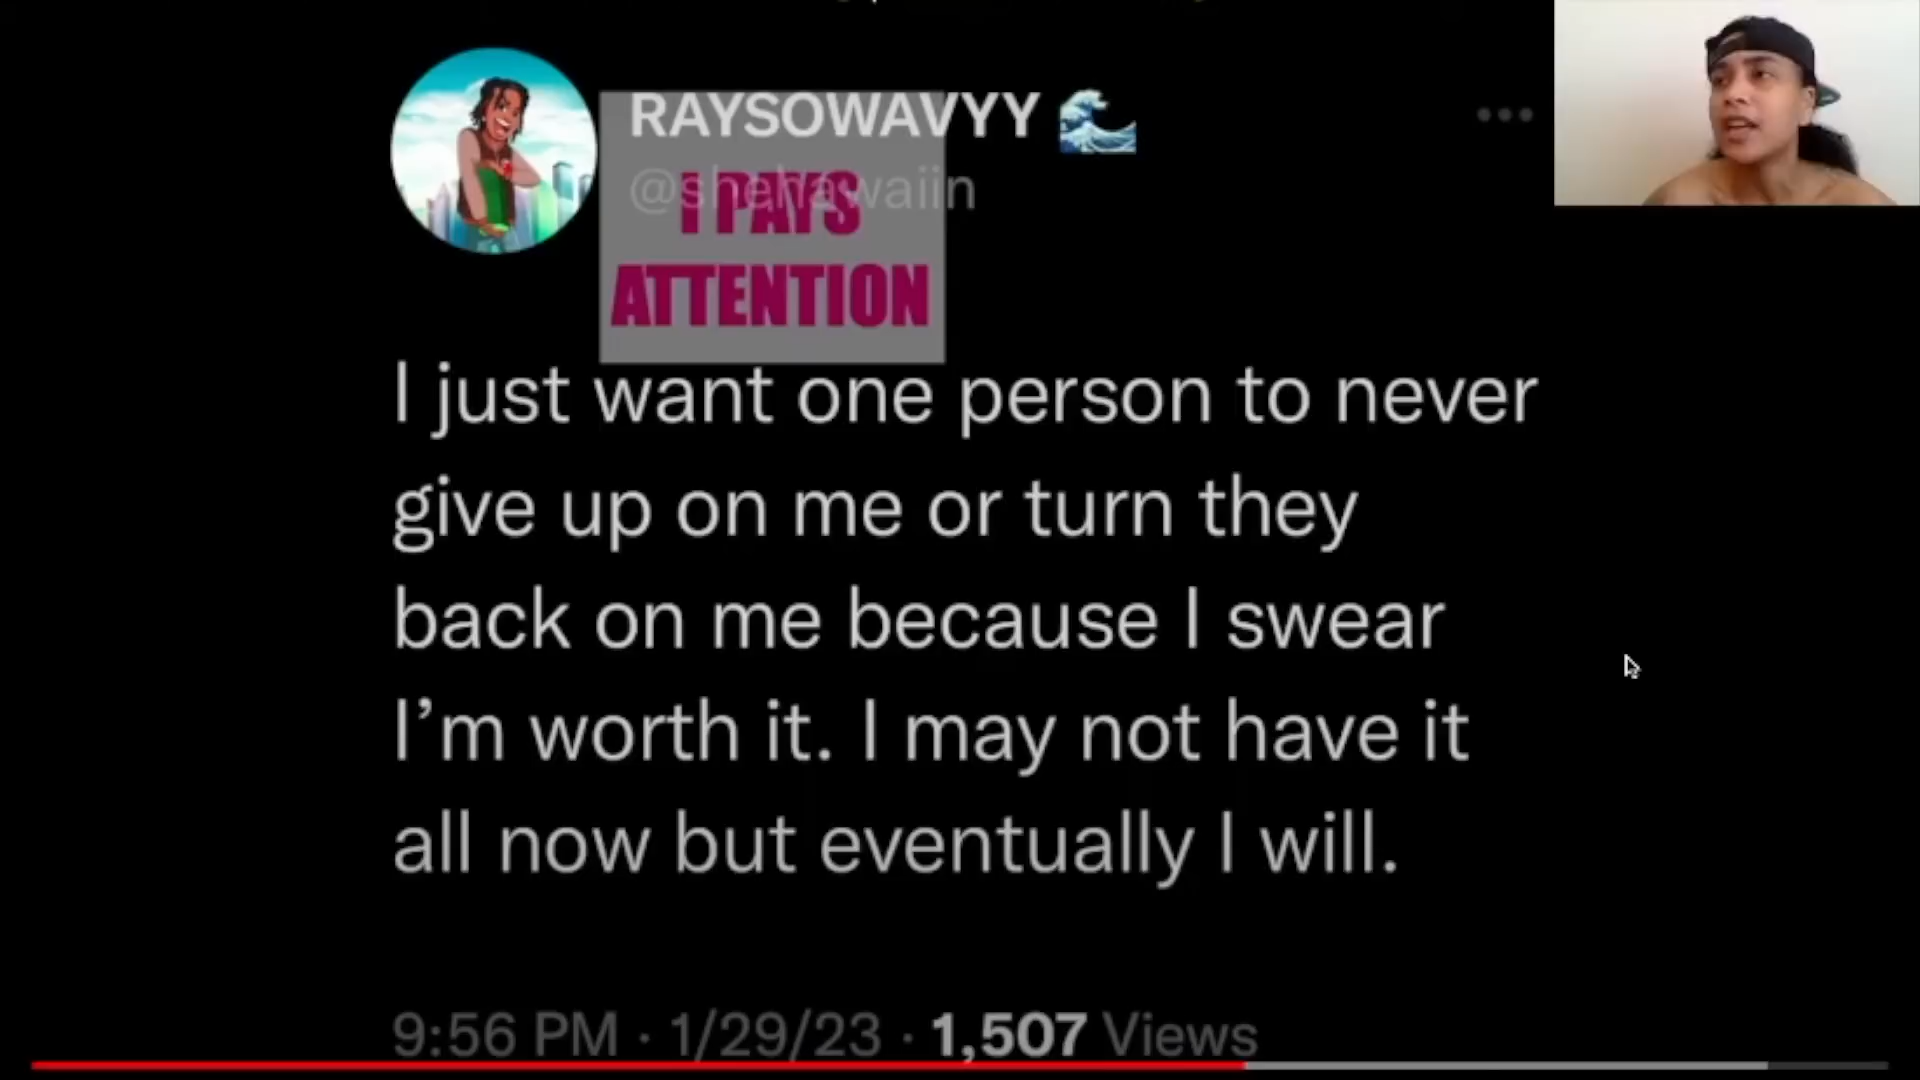 RAYSOWAVYY 🌊
@shehawaiin
I PAYS
ATTENTION
I just want one person to never
give up on me or turn they
back on me because I swear
I'm worth it. I may not have it
all now but eventually I will.
9:56 PM · 1/29/23 · 1,507 Views